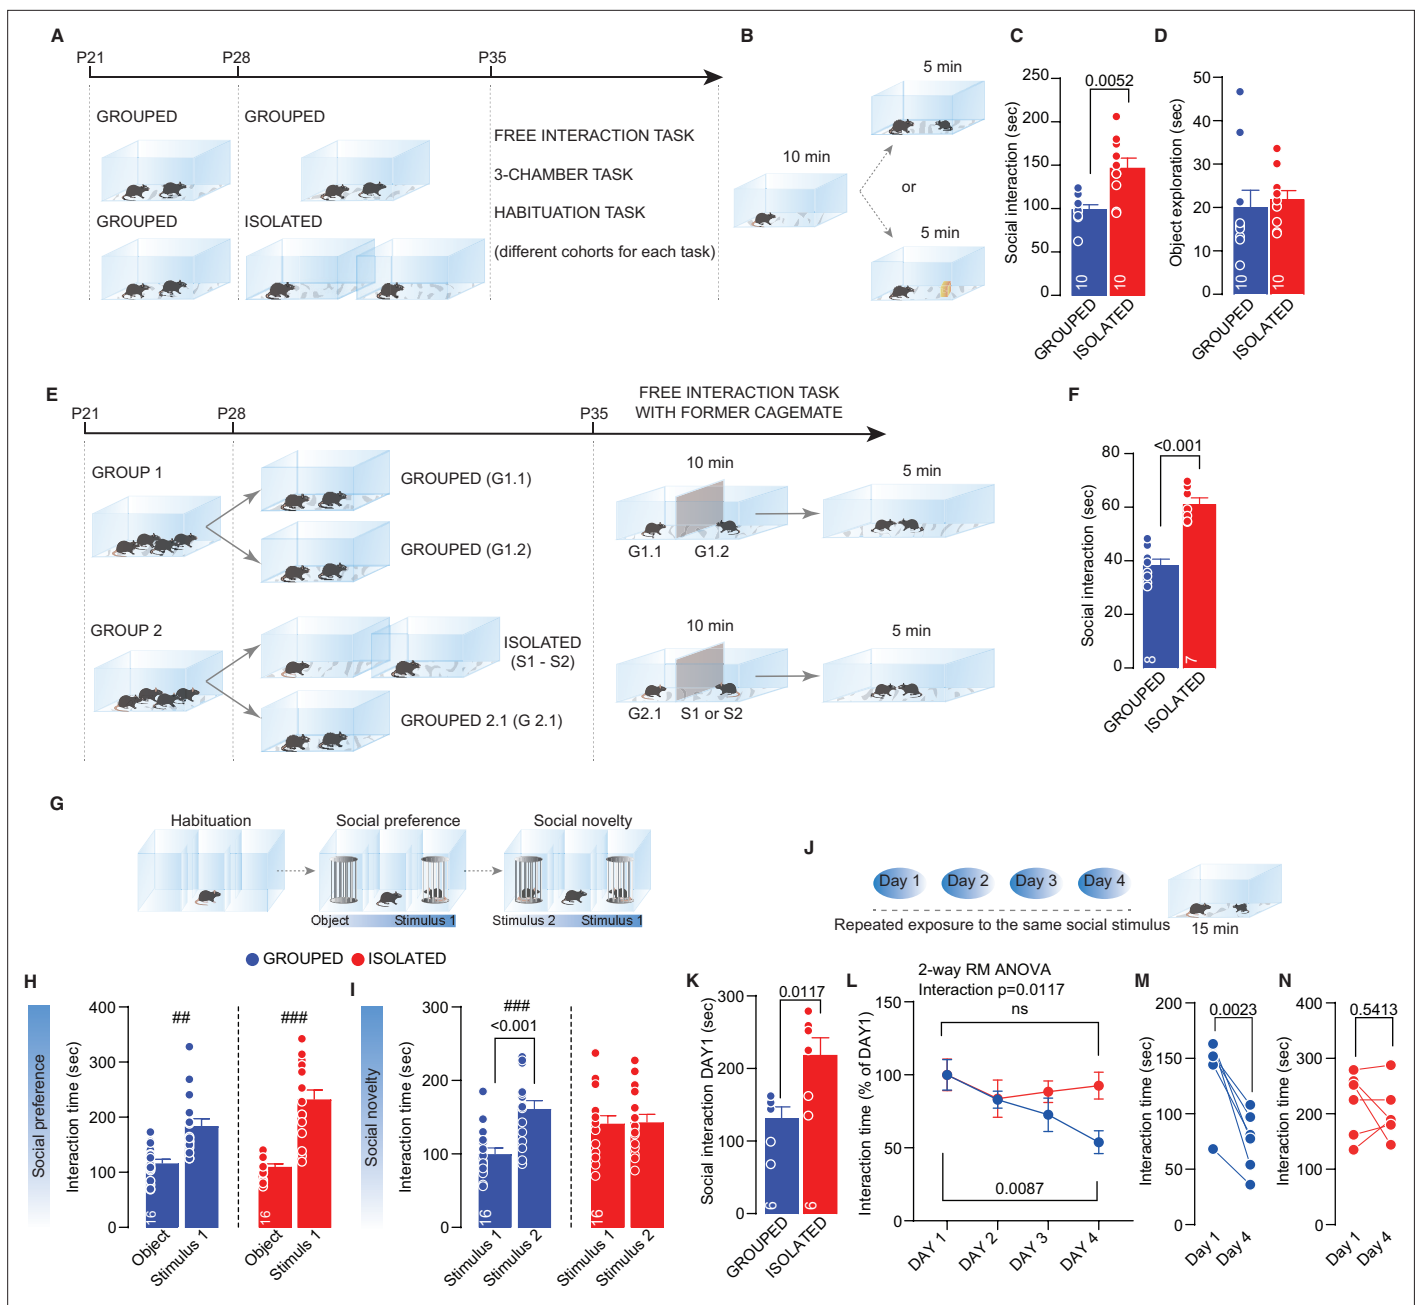 A
P21
P28
P35
GROUPED
GROUPED
GROUPED
ISOLATED
FREE INTERACTION TASK
3-CHAMBER TASK
HABITUATION TASK
(different cohorts for each task)
B
10 min
5 min
or
5 min
C
Social interaction (sec)
250
200
150
100
50
0
0.0052
10
10
GROUPED
ISOLATED
D
Object exploration (sec)
50
40
30
20
10
0
10
10
GROUPED
ISOLATED
E
P21
P28
P35
FREE INTERACTION TASK
WITH FORMER CAGEMATE
GROUP 1
GROUPED (G1.1)
GROUPED (G1.2)
10 min
5 min
G1.1
G1.2
GROUP 2
ISOLATED
(S1 - S2)
GROUPED 2.1 (G 2.1)
10 min
5 min
G2.1
S1 or S2
F
Social interaction (sec)
80
60
40
20
0
<0.001
8
7
GROUPED
ISOLATED
G
Habituation
Social preference
Social novelty
Object
Stimulus 1
Stimulus 2
Stimulus 1
GROUPED
ISOLATED
H
Social preference
Interaction time (sec)
400
300
200
100
0
##
###
16
16
Object
Stimulus 1
Object
Stimuls 1
I
Social novelty
Interaction time (sec)
300
200
100
0
###
<0.001
16
16
Stimulus 1
Stimulus 2
Stimulus 1
Stimulus 2
J
Day 1
Day 2
Day 3
Day 4
Repeated exposure to the same social stimulus
15 min
K
Social interaction DAY1 (sec)
300
200
100
0
0.0117
6
6
GROUPED
ISOLATED
L
2-way RM ANOVA
Interaction p=0.0117
ns
Interaction time (% of DAY1)
150
100
50
0
0.0087
DAY 1
DAY 2
DAY 3
DAY 4
M
Interaction time (sec)
200
150
100
50
0
0.0023
Day 1
Day 4
N
Interaction time (sec)
400
300
200
100
0
0.5413
Day 1
Day 4